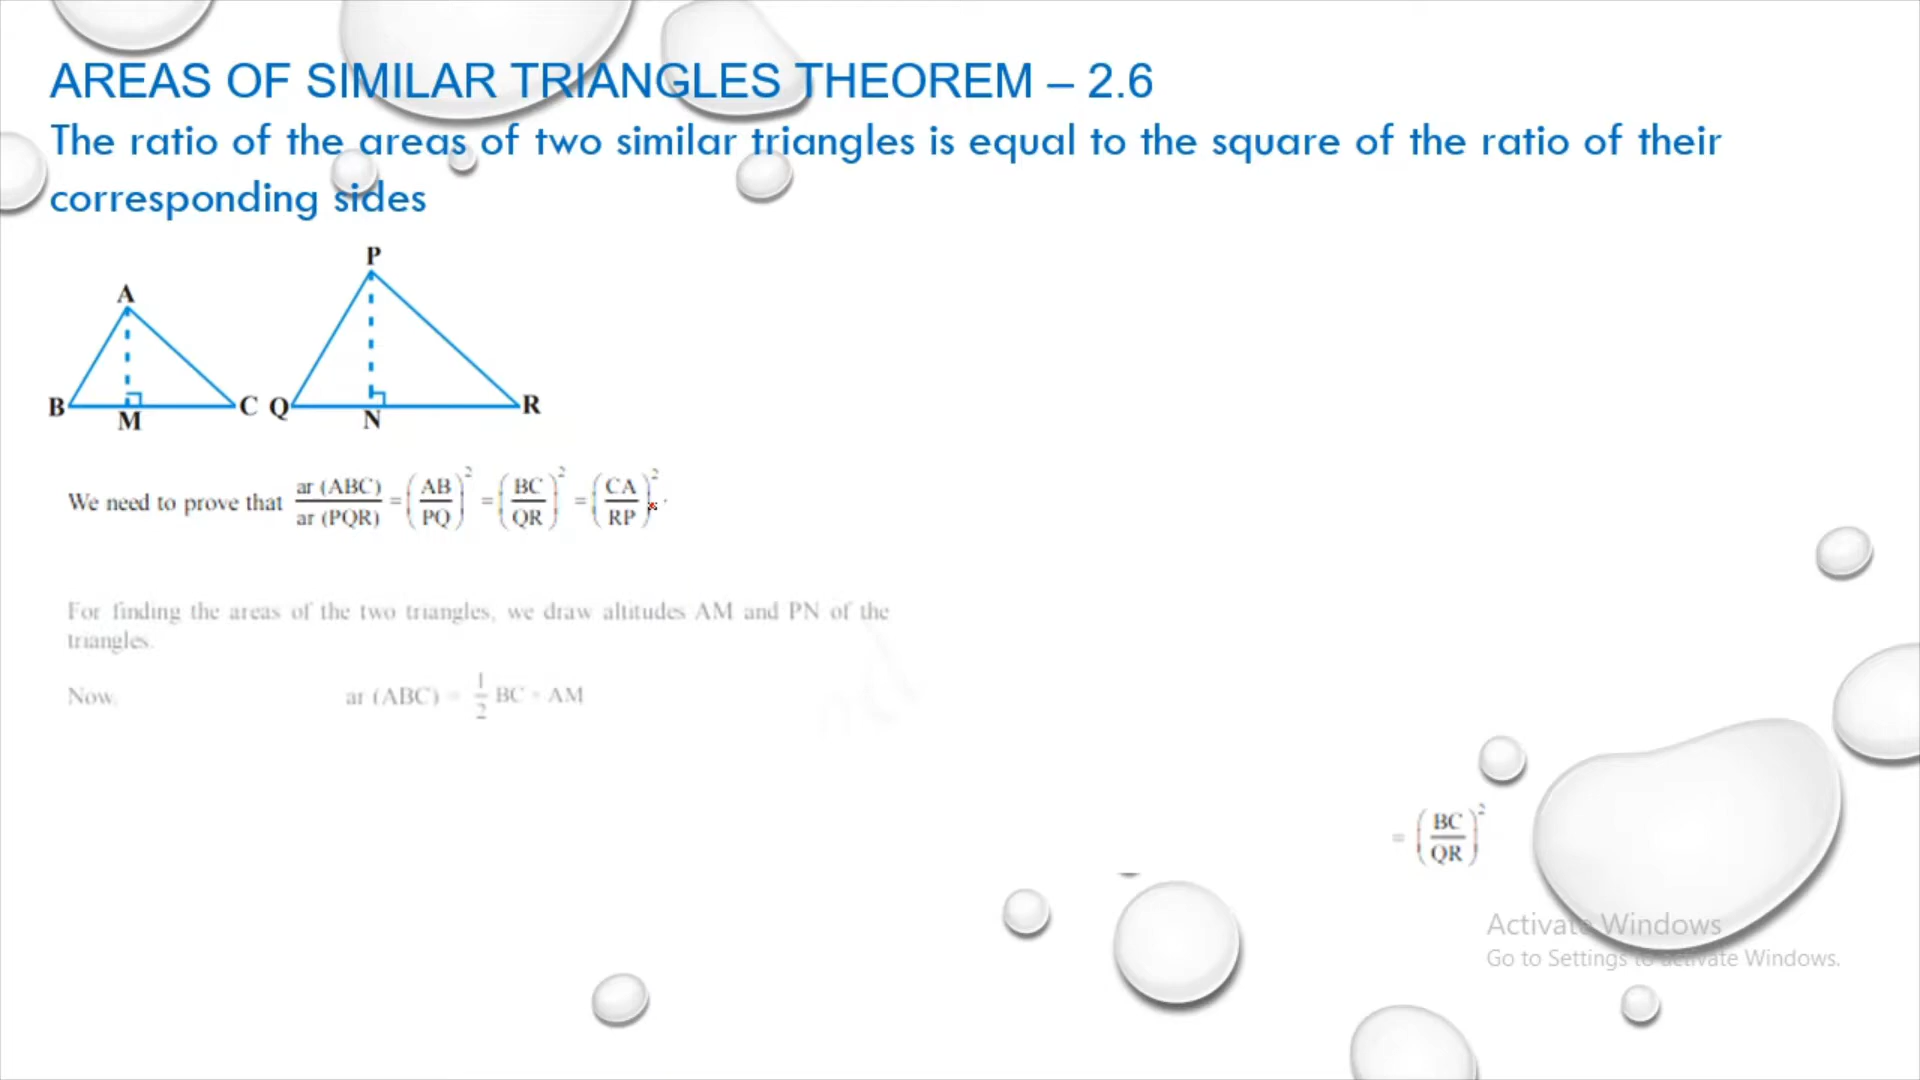 AREAS OF SIMILAR TRIANGLES THEOREM – 2.6
The ratio of the areas of two similar triangles is equal to the square of the ratio of their
corresponding sides
P
A
B M C Q N R
We need to prove that ar (ABC) / ar (PQR) = (AB / PQ)² = (BC / QR)² = (CA / RP)² .
For finding the areas of the two triangles, we draw altitudes AM and PN of the
triangles.
Now, ar (ABC) = 1/2 BC × AM
= (BC / QR)²
Activate Windows
Go to Settings to activate Windows.